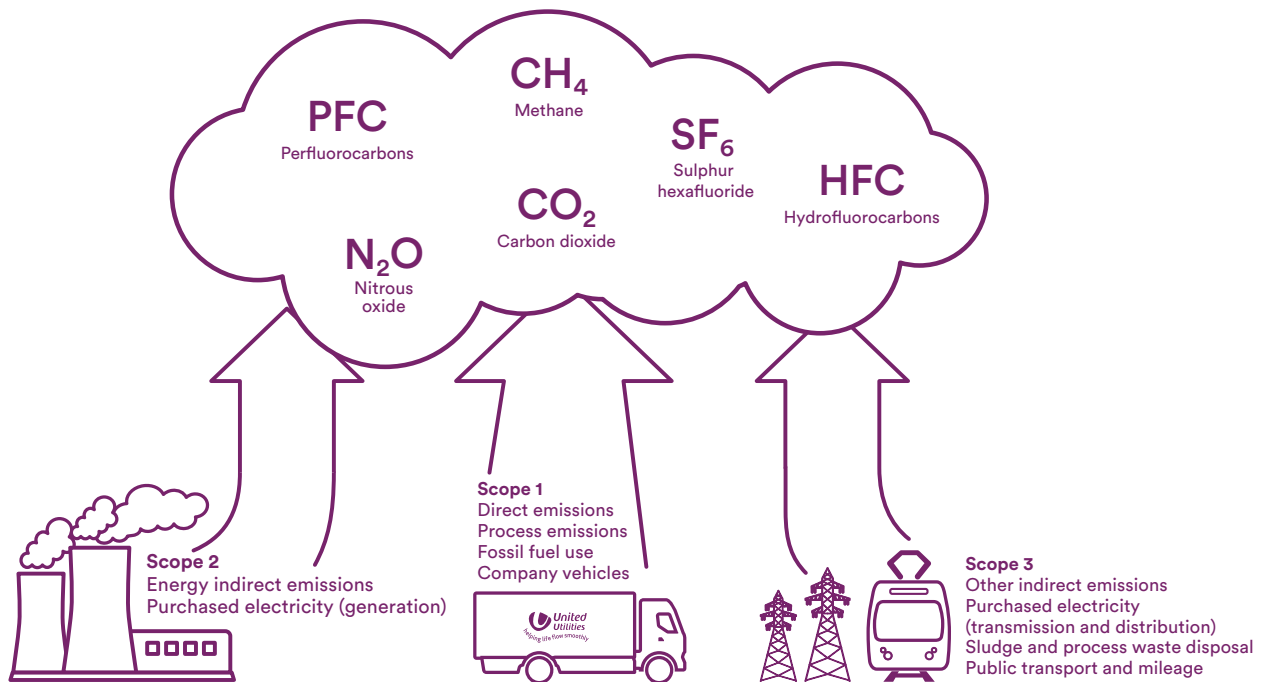 CH₄
Methane
PFC
Perfluorocarbons
SF₆
Sulphur
hexafluoride
HFC
Hydrofluorocarbons
CO₂
Carbon dioxide
N₂O
Nitrous
oxide
Scope 2
Energy indirect emissions
Purchased electricity (generation)
Scope 1
Direct emissions
Process emissions
Fossil fuel use
Company vehicles
United
Utilities
helping life flow smoothly
Scope 3
Other indirect emissions
Purchased electricity
(transmission and distribution)
Sludge and process waste disposal
Public transport and mileage